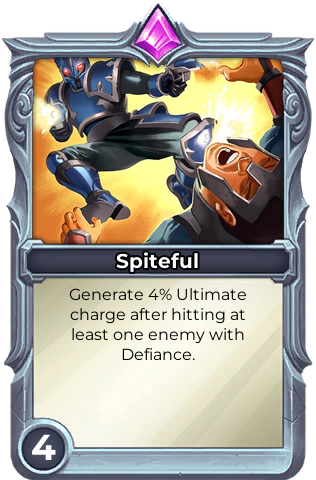 Spiteful
Generate 4% Ultimate
charge after hitting at
least one enemy with
Defiance.
4